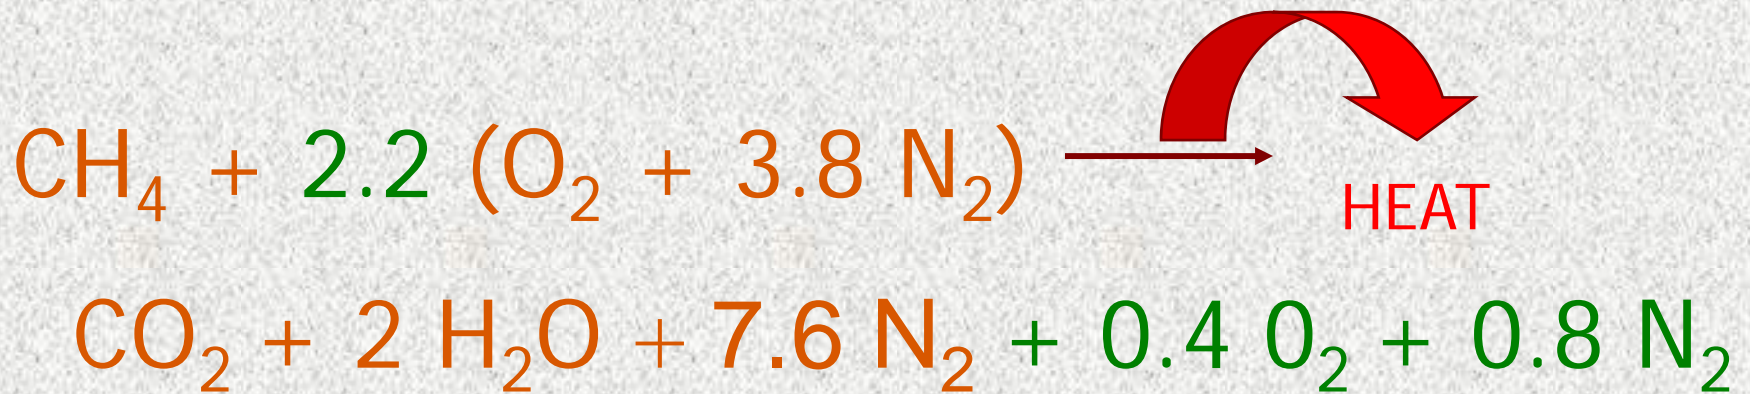 CH₄ + 2.2 (O₂ + 3.8 N₂)
HEAT
CO₂ + 2 H₂O + 7.6 N₂ + 0.4 0₂ + 0.8 N₂